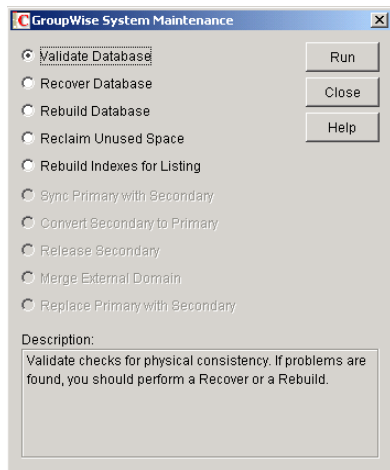 GroupWise System Maintenance
Validate Database
Recover Database
Rebuild Database
Reclaim Unused Space
Rebuild Indexes for Listing
Sync Primary with Secondary
Convert Secondary to Primary
Release Secondary
Merge External Domain
Replace Primary with Secondary
Run
Close
Help
Description:
Validate checks for physical consistency. If problems are
found, you should perform a Recover or a Rebuild.